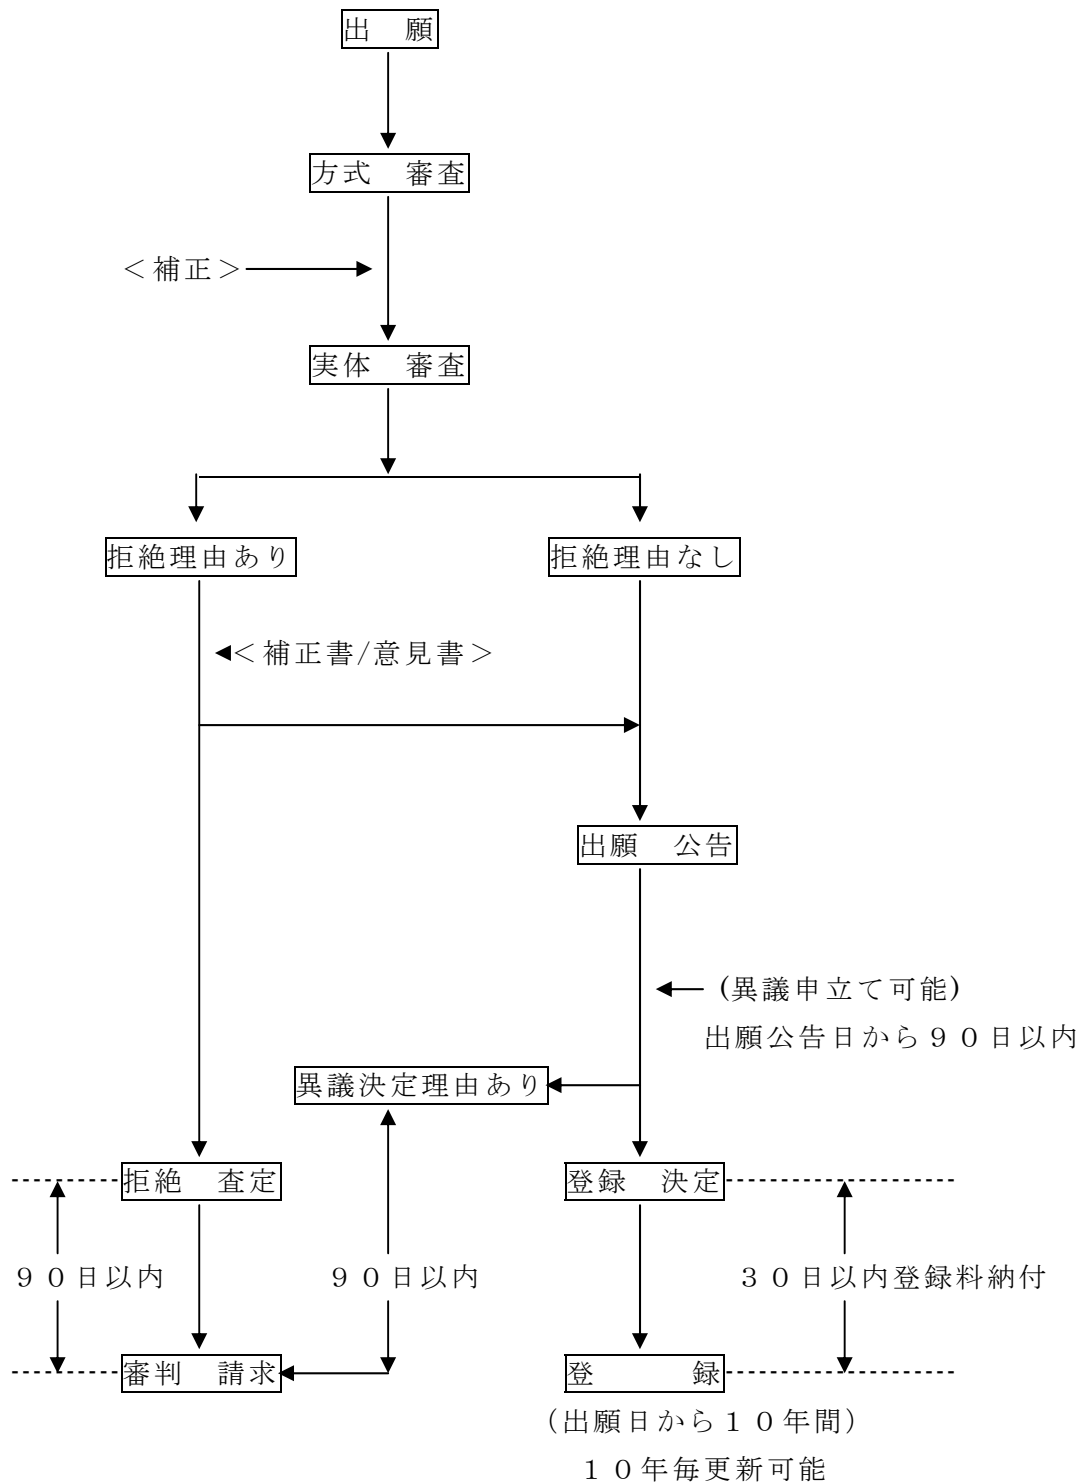 出　願
方式　審査
＜補正＞
実体　審査
拒絶理由あり
拒絶理由なし
＜補正書/意見書＞
出願　公告
(異議申立て可能)
出願公告日から９０日以内
異議決定理由あり
拒絶　査定
登録　決定
９０日以内
９０日以内
３０日以内登録料納付
審判　請求
登　　　録
（出願日から１０年間）
１０年毎更新可能